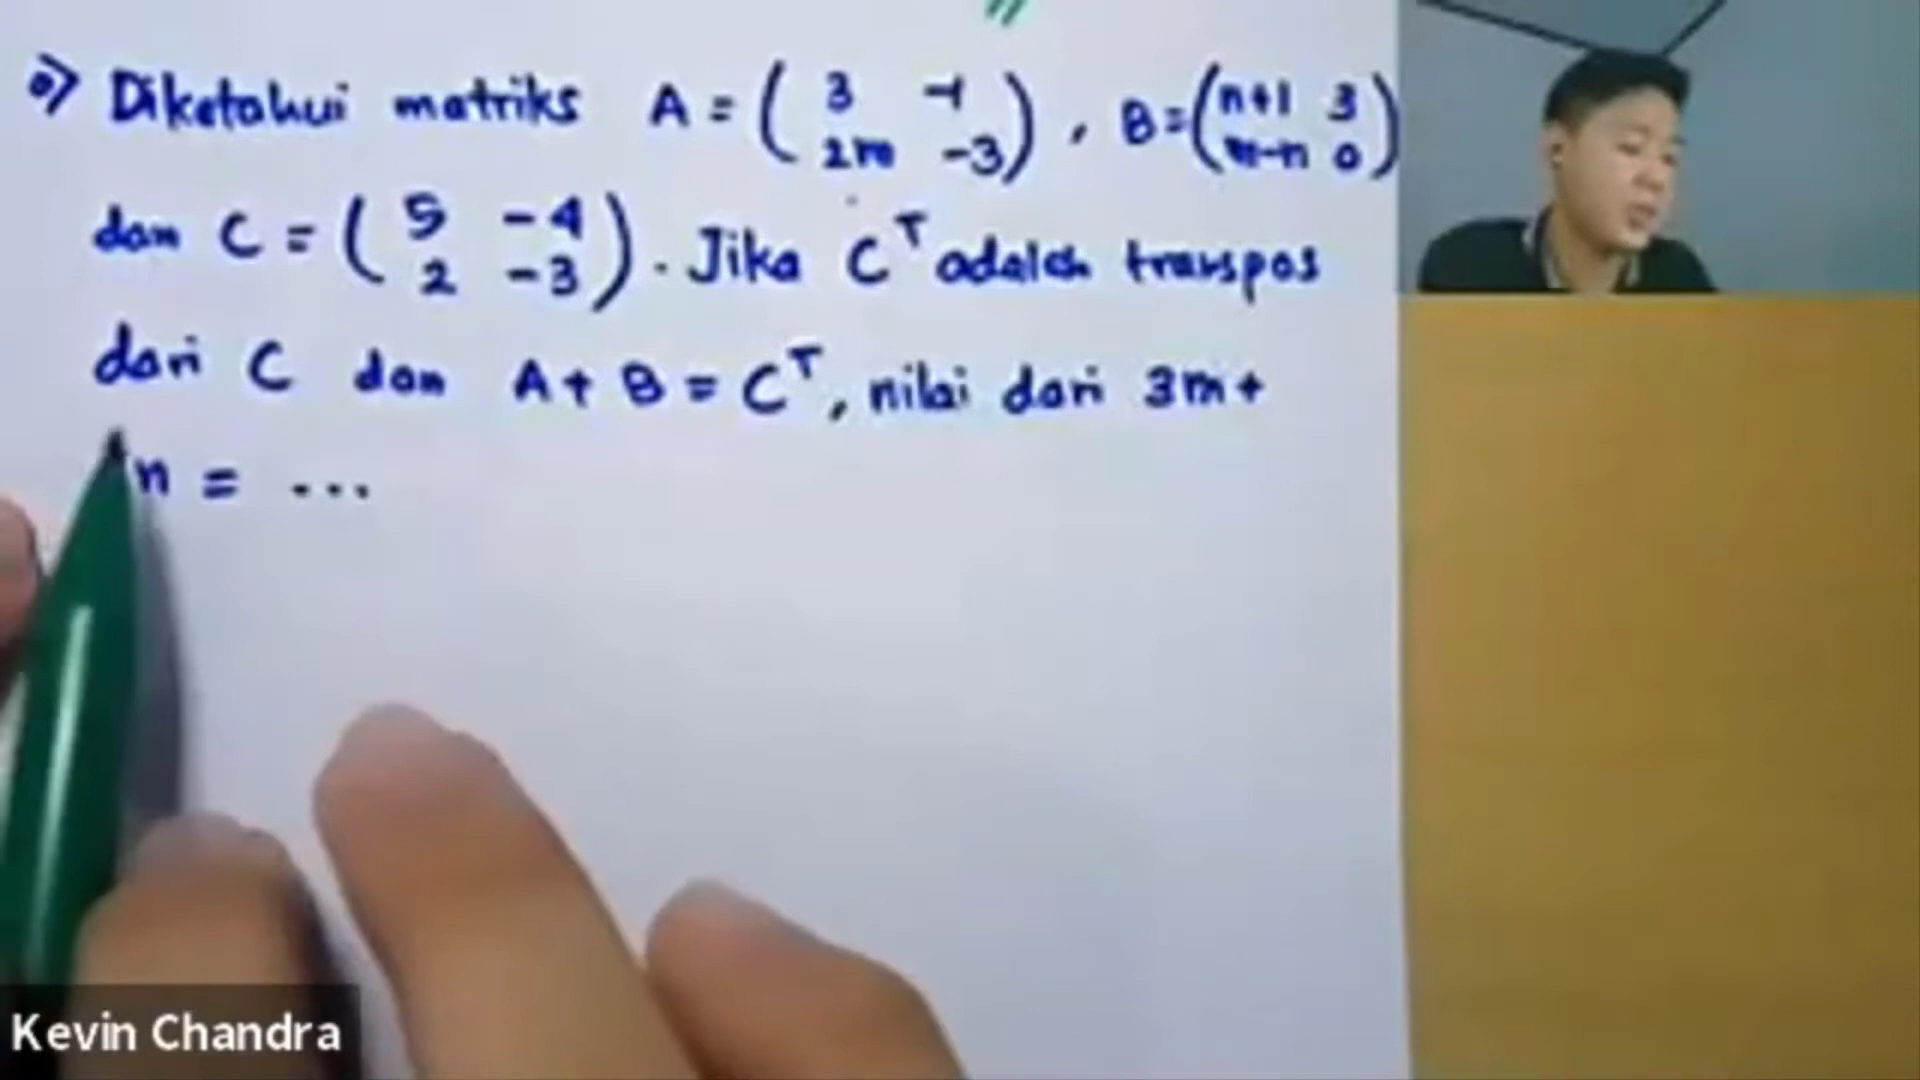 o) Diketahui matriks A = ( 3 -1 ; 2m -3 ) , B = ( n+1 3 ; m-n 0 )
dan C = ( 5 -4 ; 2 -3 ) . Jika C^T adalah transpos
dari C dan A + B = C^T, nilai dari 3m+
n = ...
Kevin Chandra